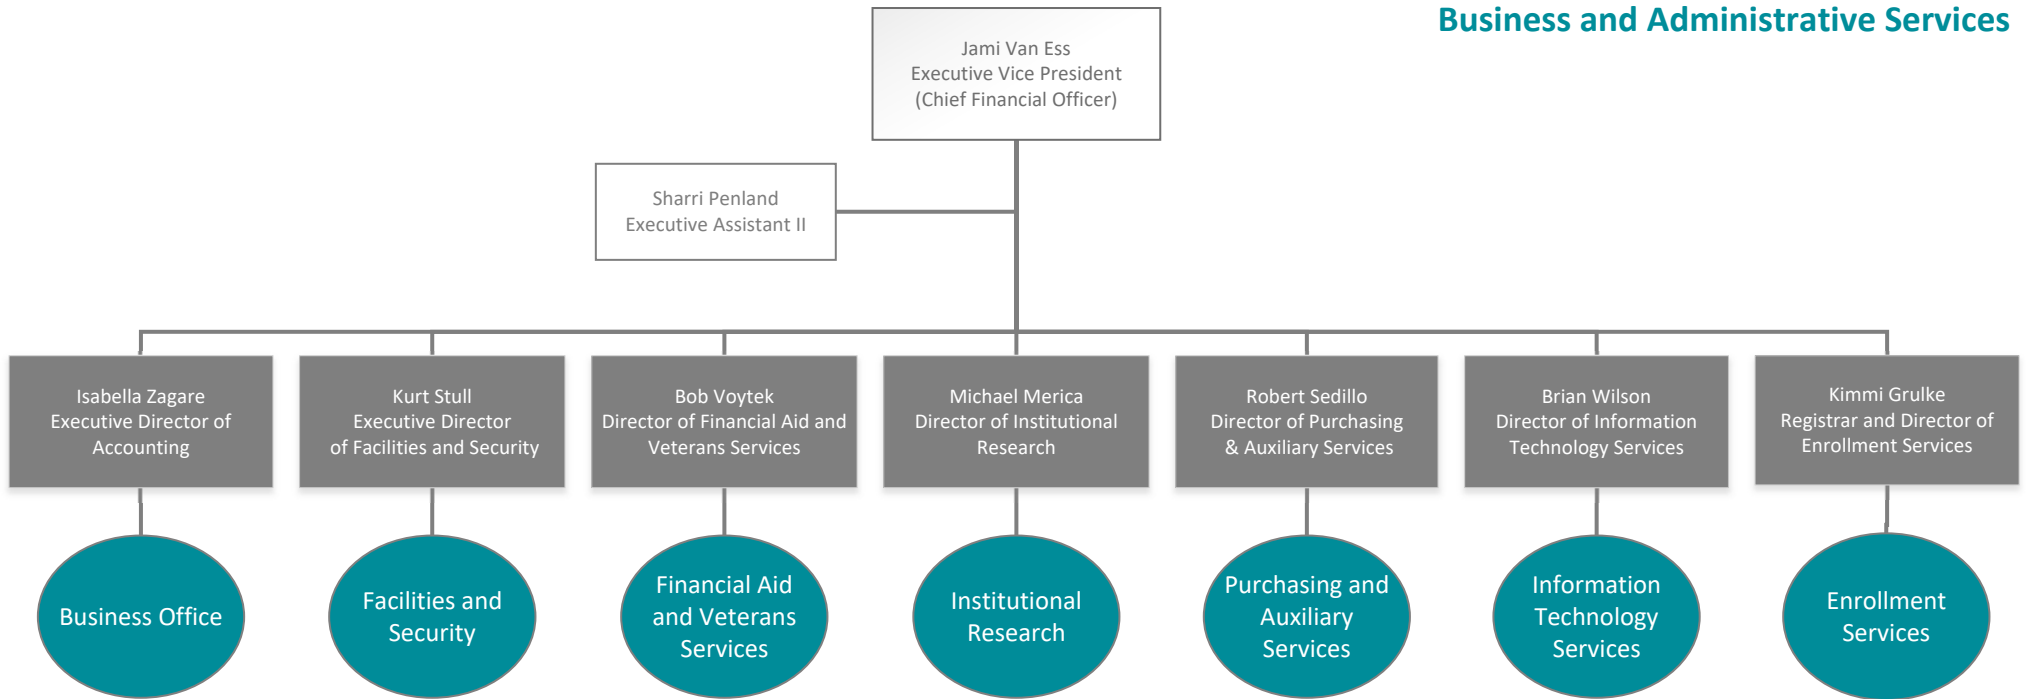 Business and Administrative Services
Jami Van Ess
Executive Vice President
(Chief Financial Officer)
Sharri Penland
Executive Assistant II
Isabella Zagare
Executive Director of
Accounting
Kurt Stull
Executive Director
of Facilities and Security
Bob Voytek
Director of Financial Aid and
Veterans Services
Michael Merica
Director of Institutional
Research
Robert Sedillo
Director of Purchasing
& Auxiliary Services
Brian Wilson
Director of Information
Technology Services
Kimmi Grulke
Registrar and Director of
Enrollment Services
Business Office
Facilities and
Security
Financial Aid
and Veterans
Services
Institutional
Research
Purchasing and
Auxiliary
Services
Information
Technology
Services
Enrollment
Services